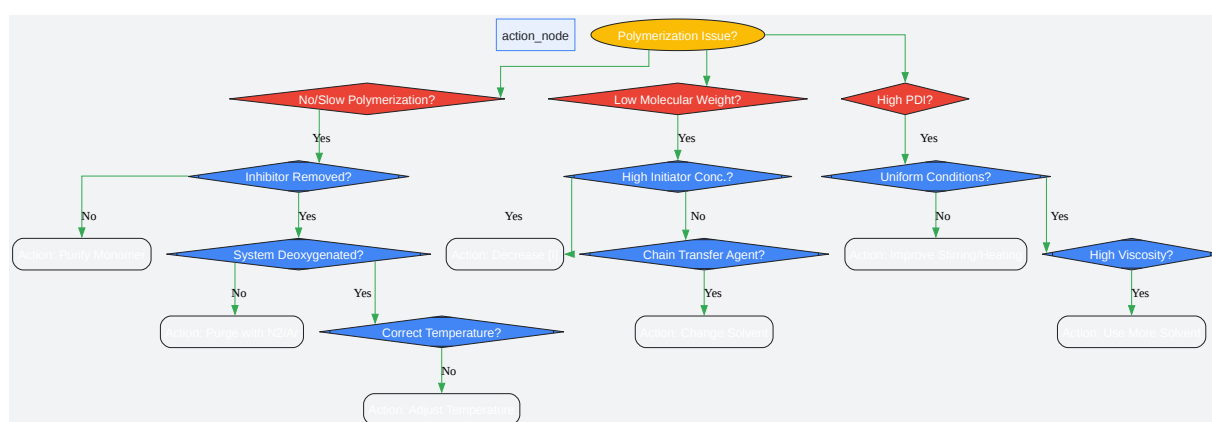 action_node
Polymerization Issue?
No/Slow Polymerization?
Low Molecular Weight?
High PDI?
Yes
Yes
Yes
Inhibitor Removed?
High Initiator Conc.?
Uniform Conditions?
No
Yes
Yes
No
No
Yes
Action: Purify Monomer
System Deoxygenated?
Action: Decrease [I]
Chain Transfer Agent?
Action: Improve Stirring/Heating
High Viscosity?
No
Yes
Yes
Yes
Action: Purge with N2/Ar
Correct Temperature?
Action: Change Solvent
Action: Use More Solvent
No
Action: Adjust Temperature